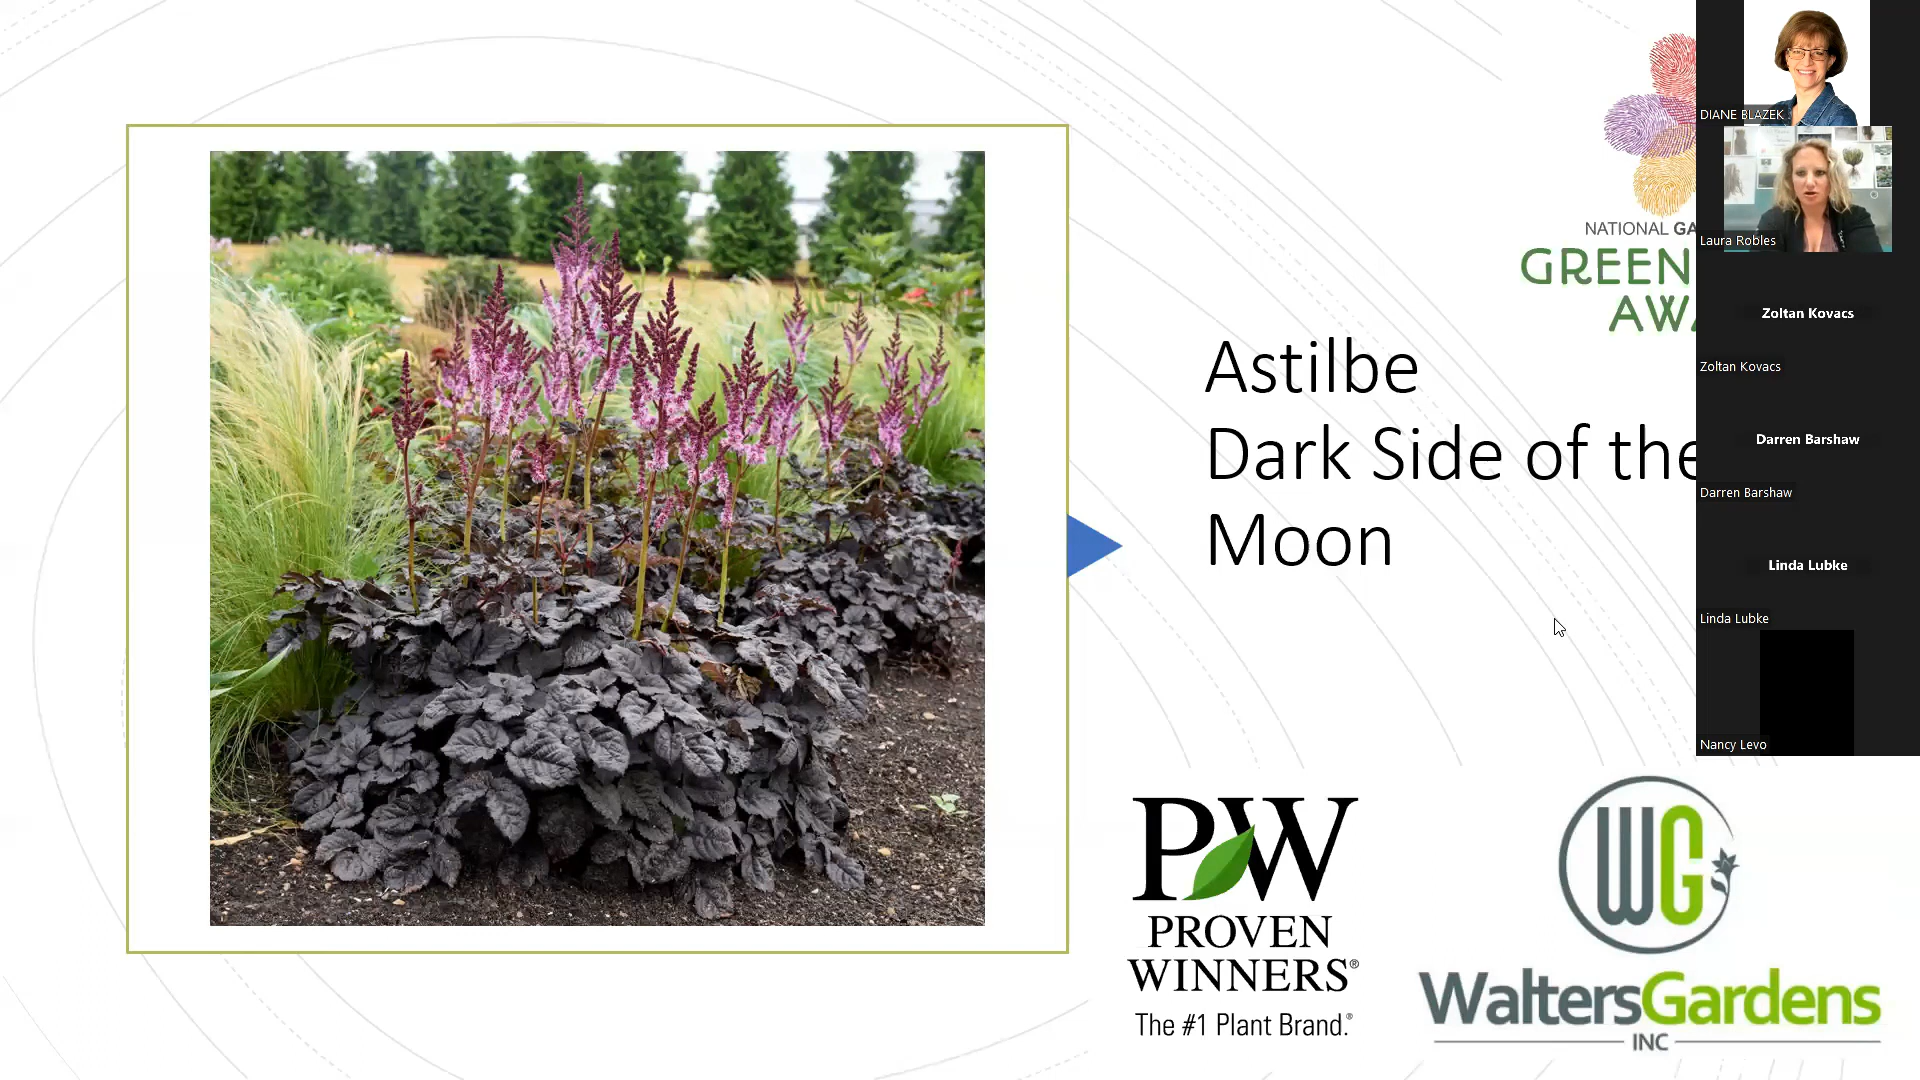 NATIONAL GA
GREEN
AWA
Astilbe
Dark Side of the
Moon
PW
PROVEN
WINNERS®
The #1 Plant Brand.®
WG
WaltersGardens
INC
DIANE BLAZEK
Laura Robles
Zoltan Kovacs
Zoltan Kovacs
Darren Barshaw
Darren Barshaw
Linda Lubke
Linda Lubke
Nancy Levo